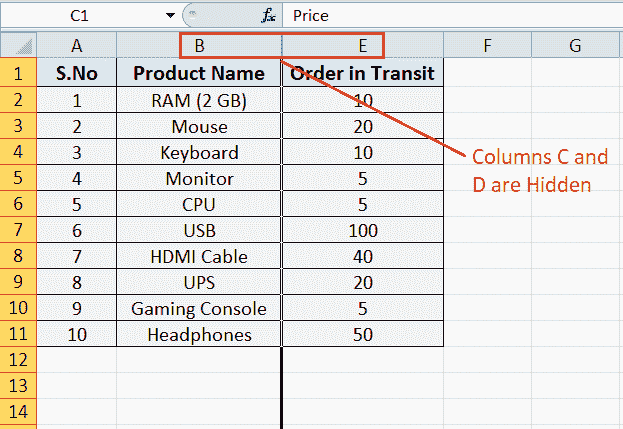 C1 fx Price
A B E F G
1 S.No Product Name Order in Transit
2 1 RAM (2 GB) 10
3 2 Mouse 20
4 3 Keyboard 10
5 4 Monitor 5
6 5 CPU 5
7 6 USB 100
8 7 HDMI Cable 40
9 8 UPS 20
10 9 Gaming Console 5
11 10 Headphones 50
12
13
14
Columns C and
D are Hidden